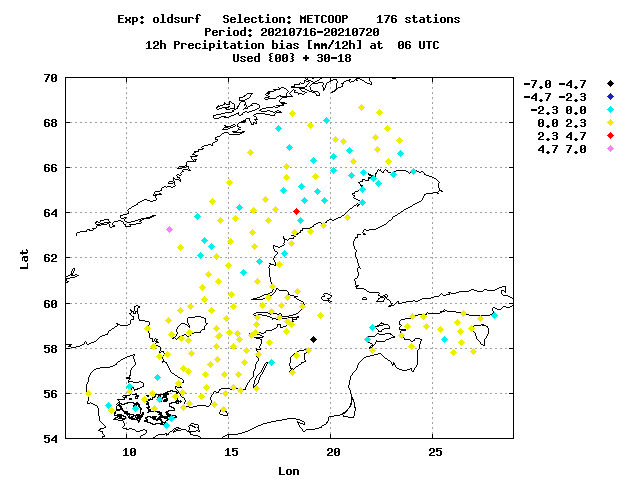 Exp: oldsurf   Selection: METCOOP    176 stations
Period: 20210716-20210720
12h Precipitation bias [mm/12h] at  06 UTC
Used {00} + 30-18
-7.0 -4.7
-4.7 -2.3
-2.3 0.0
0.0 2.3
2.3 4.7
4.7 7.0
70
68
66
64
62
60
58
56
54
Lat
10 15 20 25
Lon